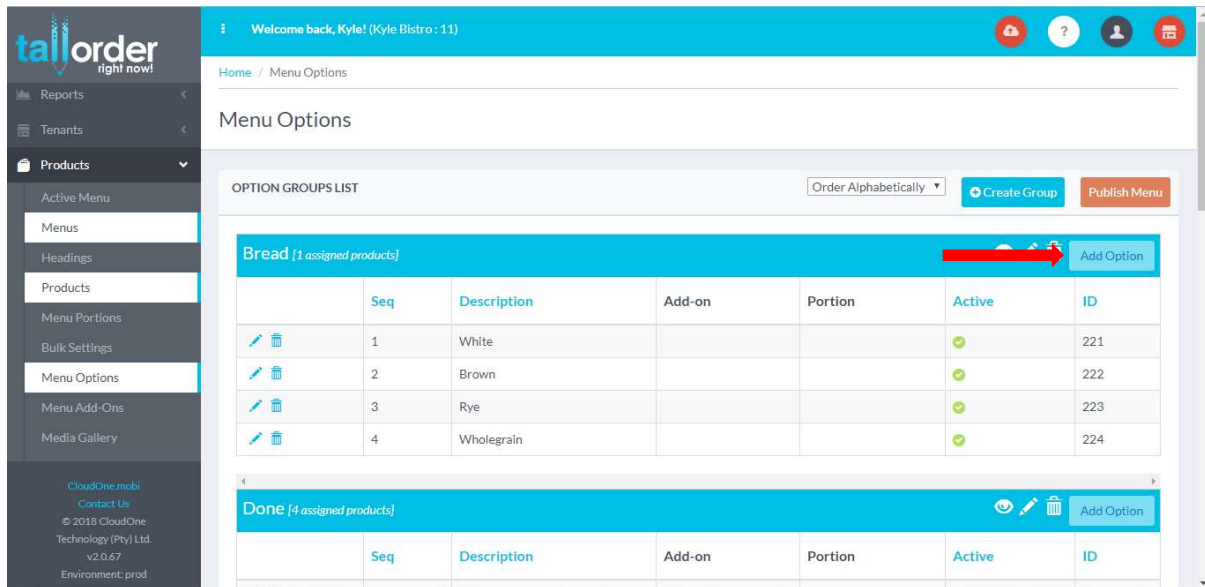 tallorder
right now!
Reports
Tenants
Products
Active Menu
Menus
Headings
Products
Menu Portions
Bulk Settings
Menu Options
Menu Add-Ons
Media Gallery
CloudOne.mobi
Contact Us
© 2018 CloudOne
Technology (Pty) Ltd.
v2.0.67
Environment: prod
Welcome back, Kyle! (Kyle Bistro : 11)
?
Home / Menu Options
Menu Options
OPTION GROUPS LIST Order Alphabetically Create Group Publish Menu
Bread [1 assigned products] Add Option
Seq Description Add-on Portion Active ID
1 White 221
2 Brown 222
3 Rye 223
4 Wholegrain 224
Done [4 assigned products] Add Option
Seq Description Add-on Portion Active ID